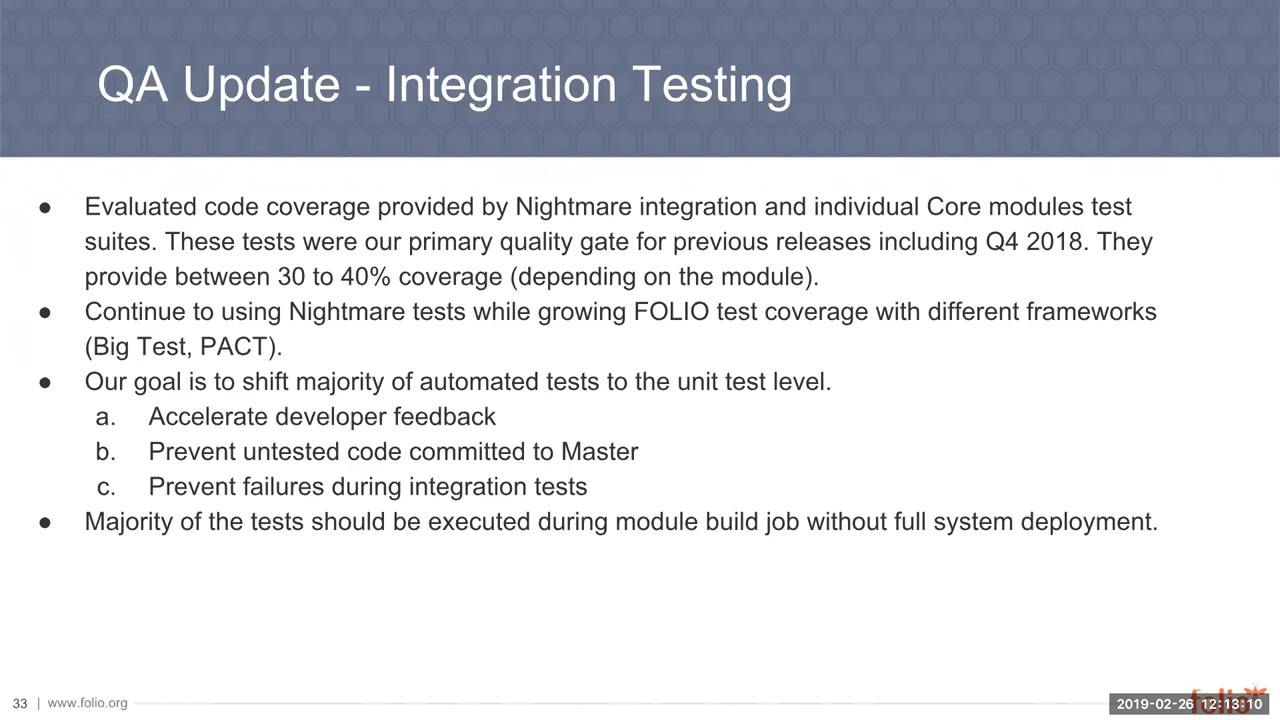 QA Update - Integration Testing
● Evaluated code coverage provided by Nightmare integration and individual Core modules test
suites. These tests were our primary quality gate for previous releases including Q4 2018. They
provide between 30 to 40% coverage (depending on the module).
● Continue to using Nightmare tests while growing FOLIO test coverage with different frameworks
(Big Test, PACT).
● Our goal is to shift majority of automated tests to the unit test level.
a. Accelerate developer feedback
b. Prevent untested code committed to Master
c. Prevent failures during integration tests
● Majority of the tests should be executed during module build job without full system deployment.
33 | www.folio.org
folio
2019-02-26 12:13:10